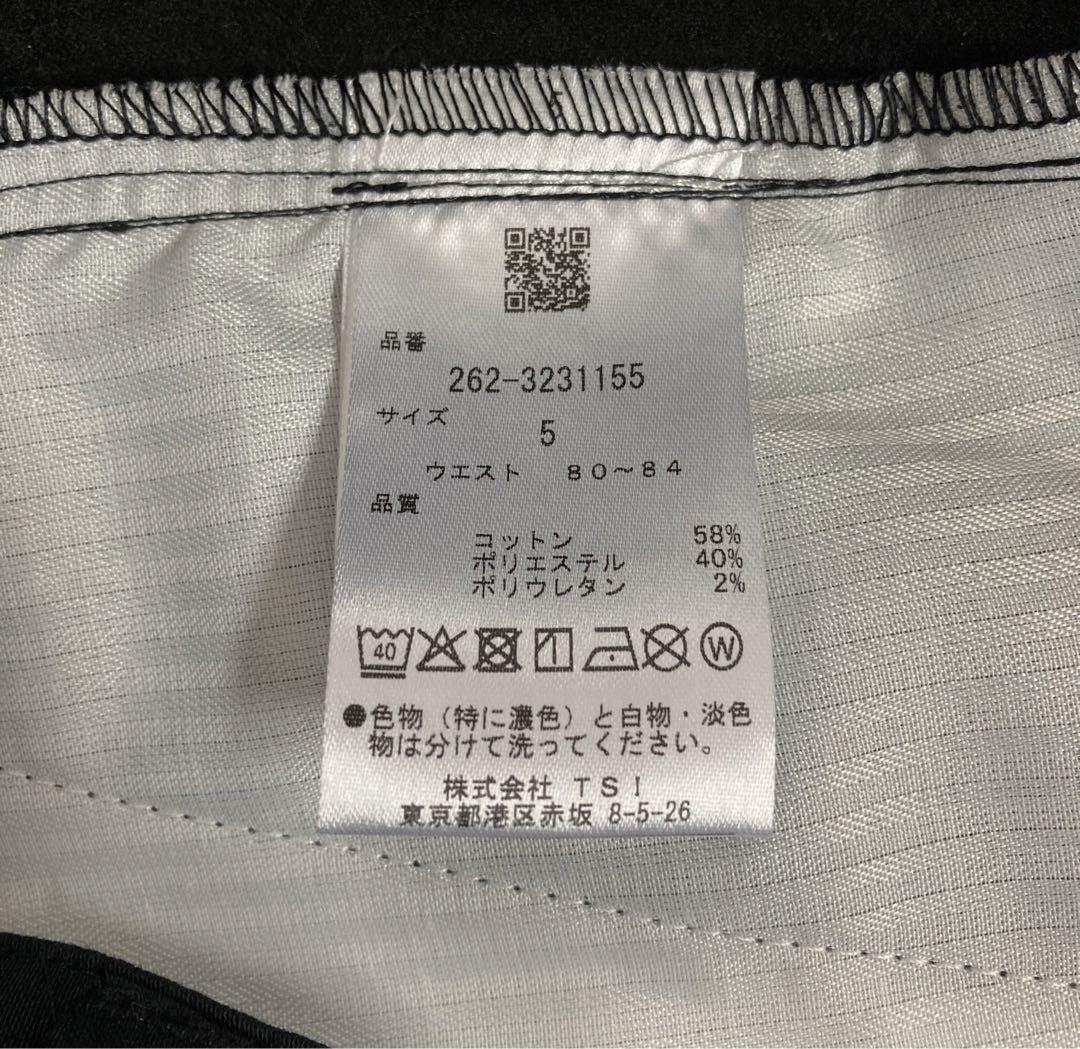 品番
262-3231155
サイズ
5
ウエスト 80~84
品質
コットン 58%
ポリエステル 40%
ポリウレタン 2%
40 W
●色物(特に濃色)と白物・淡色
物は分けて洗ってください。
株式会社 TSI
東京都港区赤坂 8-5-26